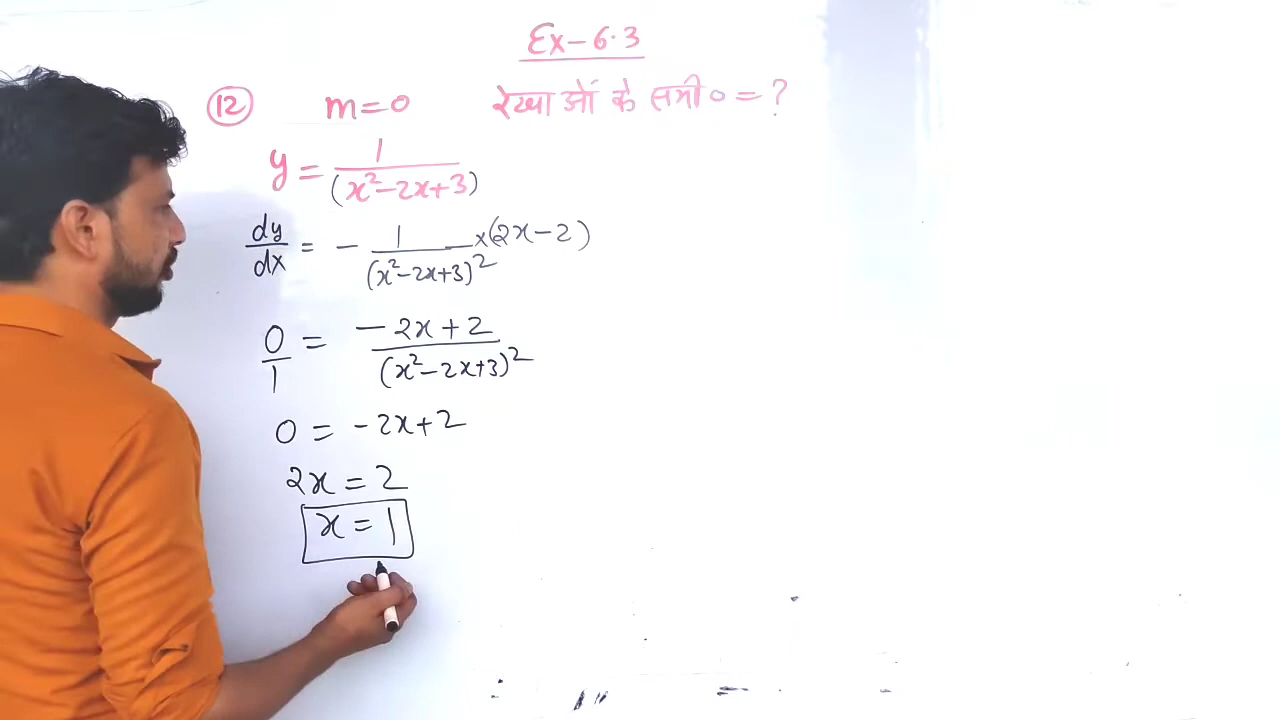 Ex-6.3
12 m=0 रेखाओं के समी० = ?
y = 1/(x²-2x+3)
dy/dx = - 1/(x²-2x+3)² ×(2x-2)
0/1 = -2x+2/(x²-2x+3)²
0 = -2x+2
2x = 2
x = 1